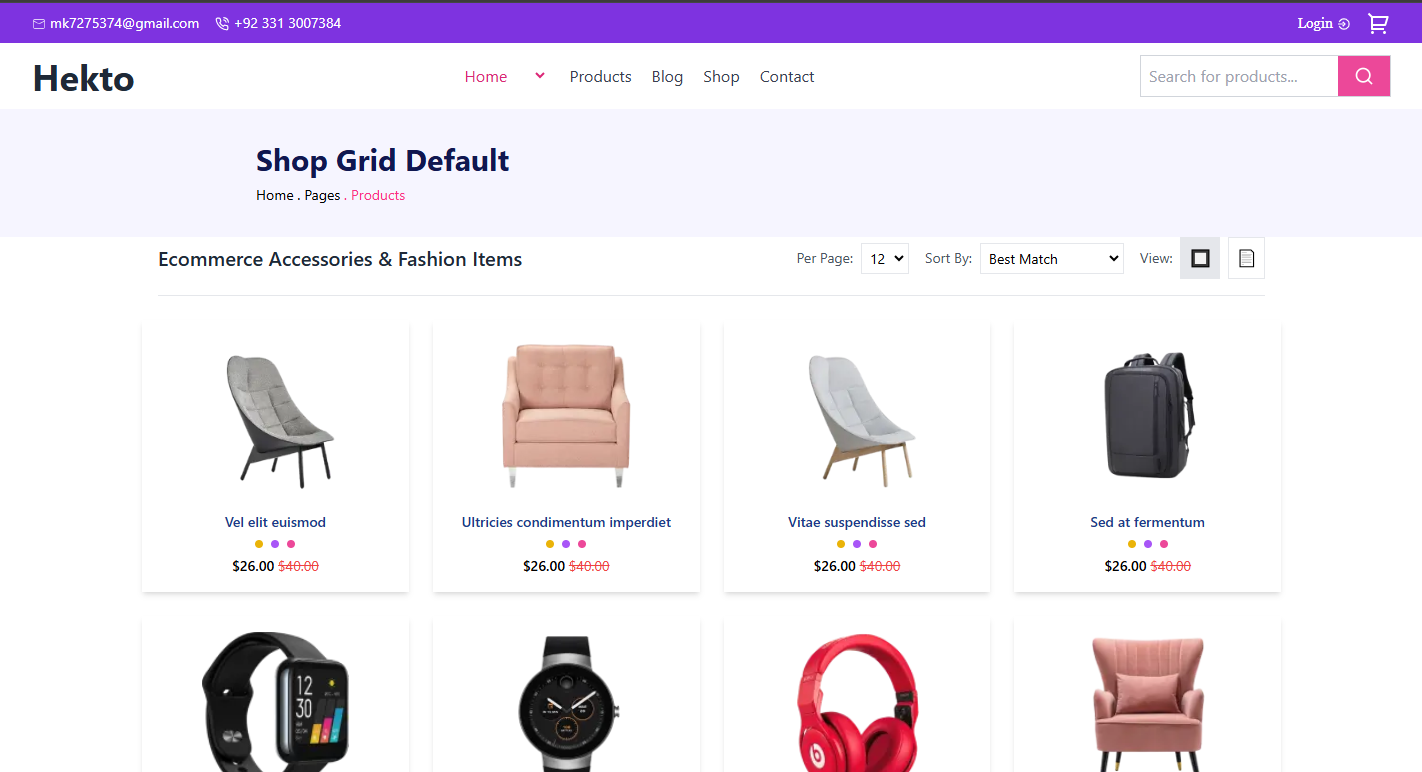 mk7275374@gmail.com +92 331 3007384 Login
Hekto Home Products Blog Shop Contact Search for products...
Shop Grid Default
Home . Pages . Products
Ecommerce Accessories & Fashion Items Per Page: 12 Sort By: Best Match View:
Vel elit euismod Ultricies condimentum imperdiet Vitae suspendisse sed Sed at fermentum
$26.00 $40.00 $26.00 $40.00 $26.00 $40.00 $26.00 $40.00
12
30
b